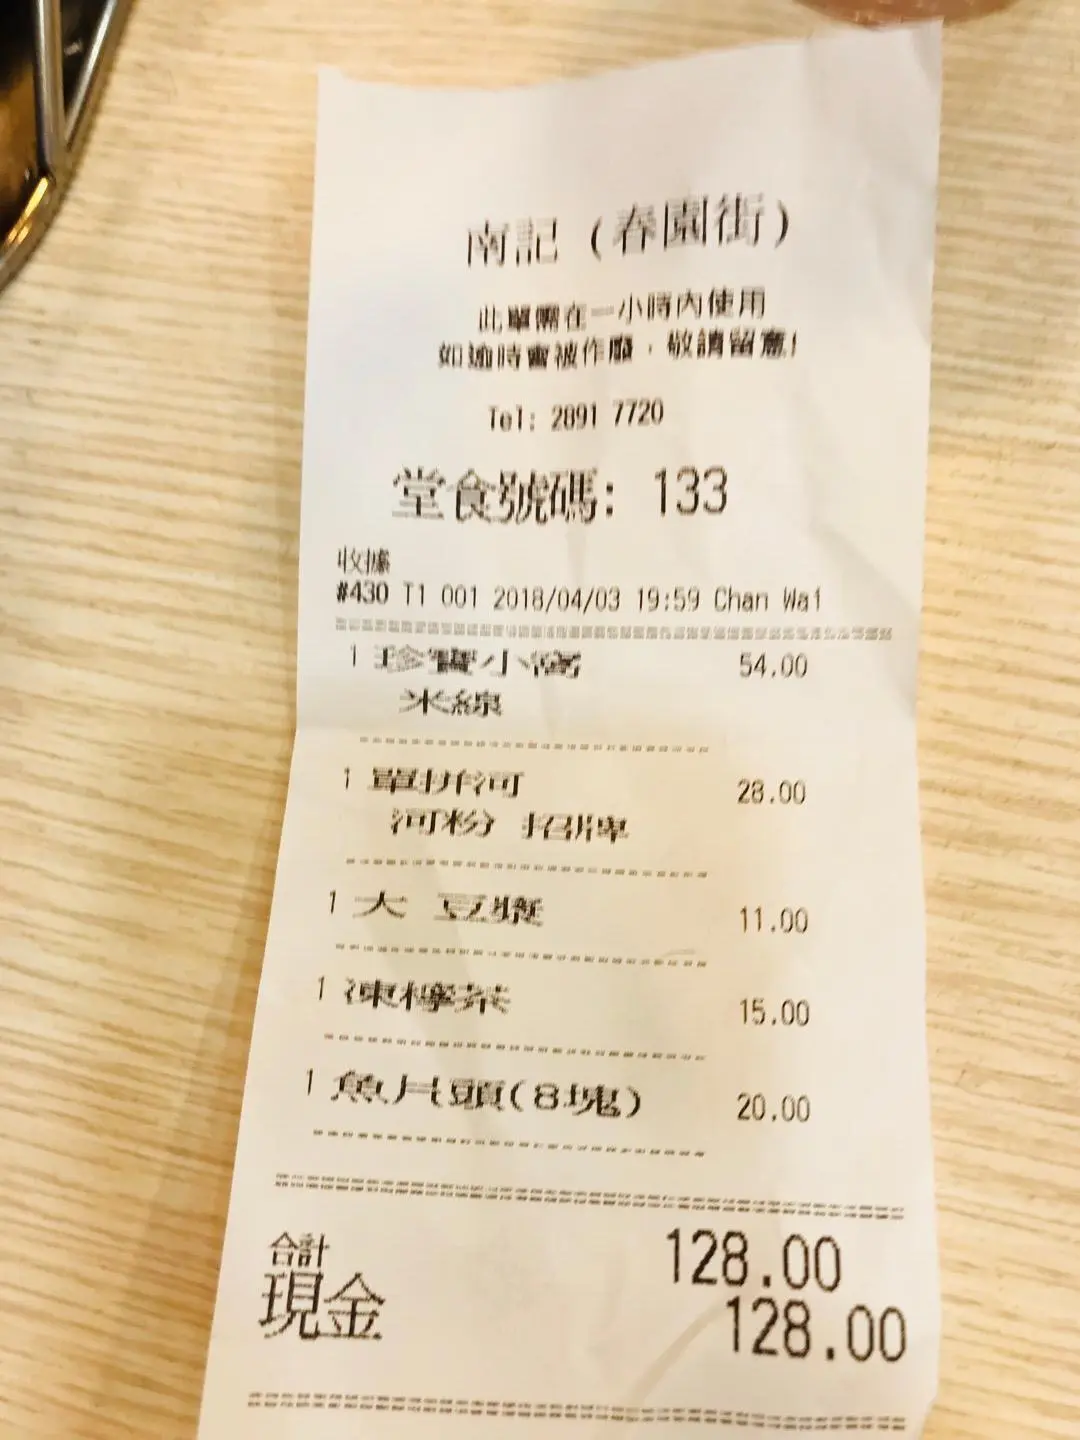 南記 (春園街)
此單需在一小時內使用
如逾時會被作廢，敬請留意!
Tel: 2891 7720
堂食號碼: 133
收據
#430 T1 001 2018/04/03 19:59 Chan Wai
1 珍寶小窩 54.00
米線
1 單拼河 28.00
河粉 招牌
1 大 豆漿 11.00
1 凍檸茶 15.00
1 魚片頭(8塊) 20.00
合計 128.00
現金 128.00